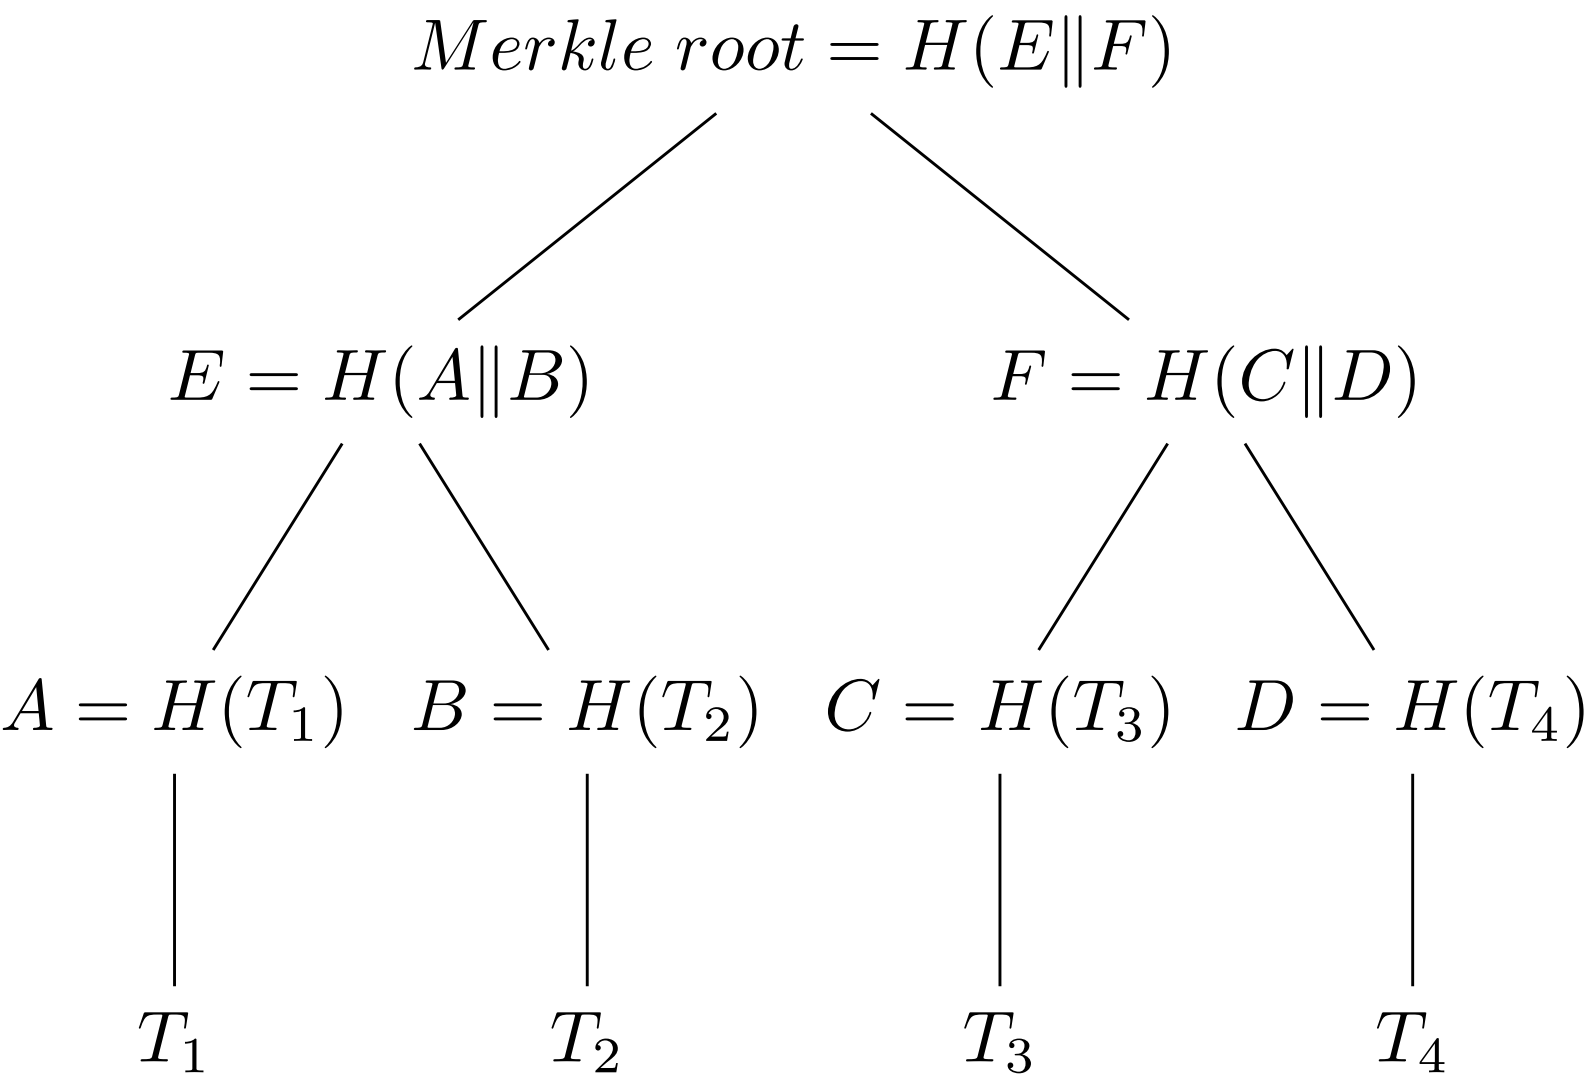 Merkle root = H(E∥F)
E = H(A∥B) F = H(C∥D)
A = H(T₁) B = H(T₂) C = H(T₃) D = H(T₄)
T₁ T₂ T₃ T₄